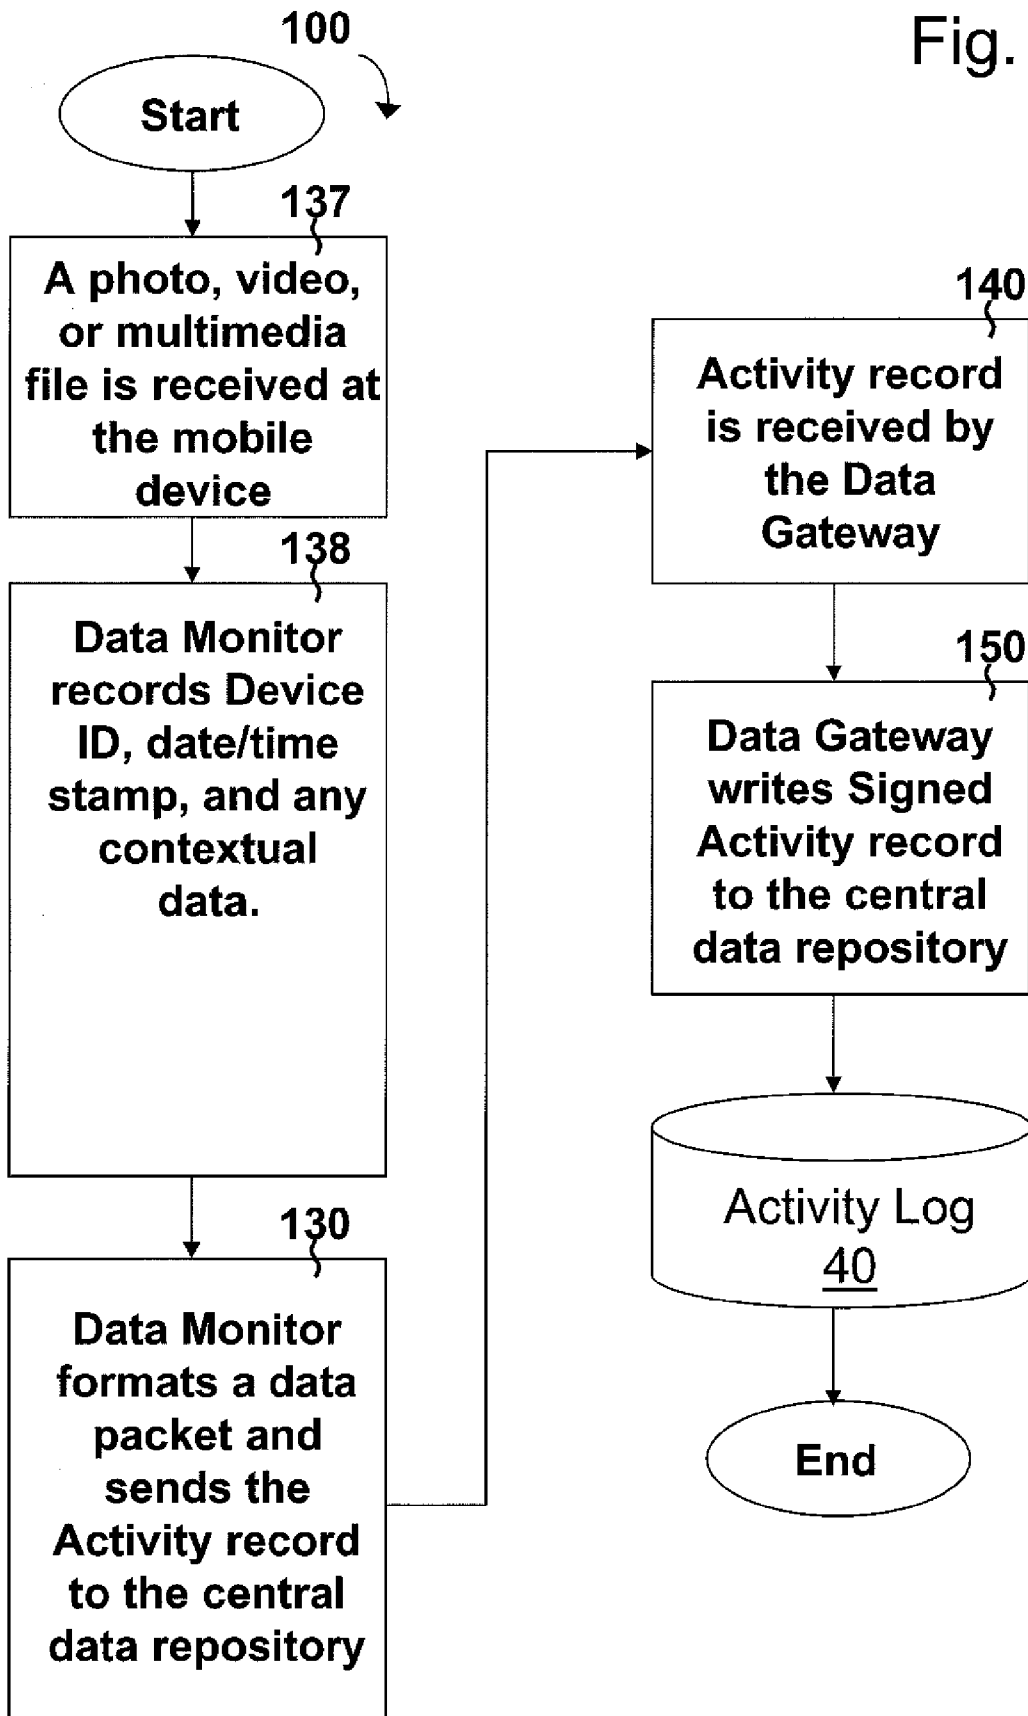 100
Fig.
Start
137
A photo, video,
or multimedia
file is received at
the mobile
device
138
Data Monitor
records Device
ID, date/time
stamp, and any
contextual
data.
130
Data Monitor
formats a data
packet and
sends the
Activity record
to the central
data repository
140
Activity record
is received by
the Data
Gateway
150
Data Gateway
writes Signed
Activity record
to the central
data repository
Activity Log
40
End